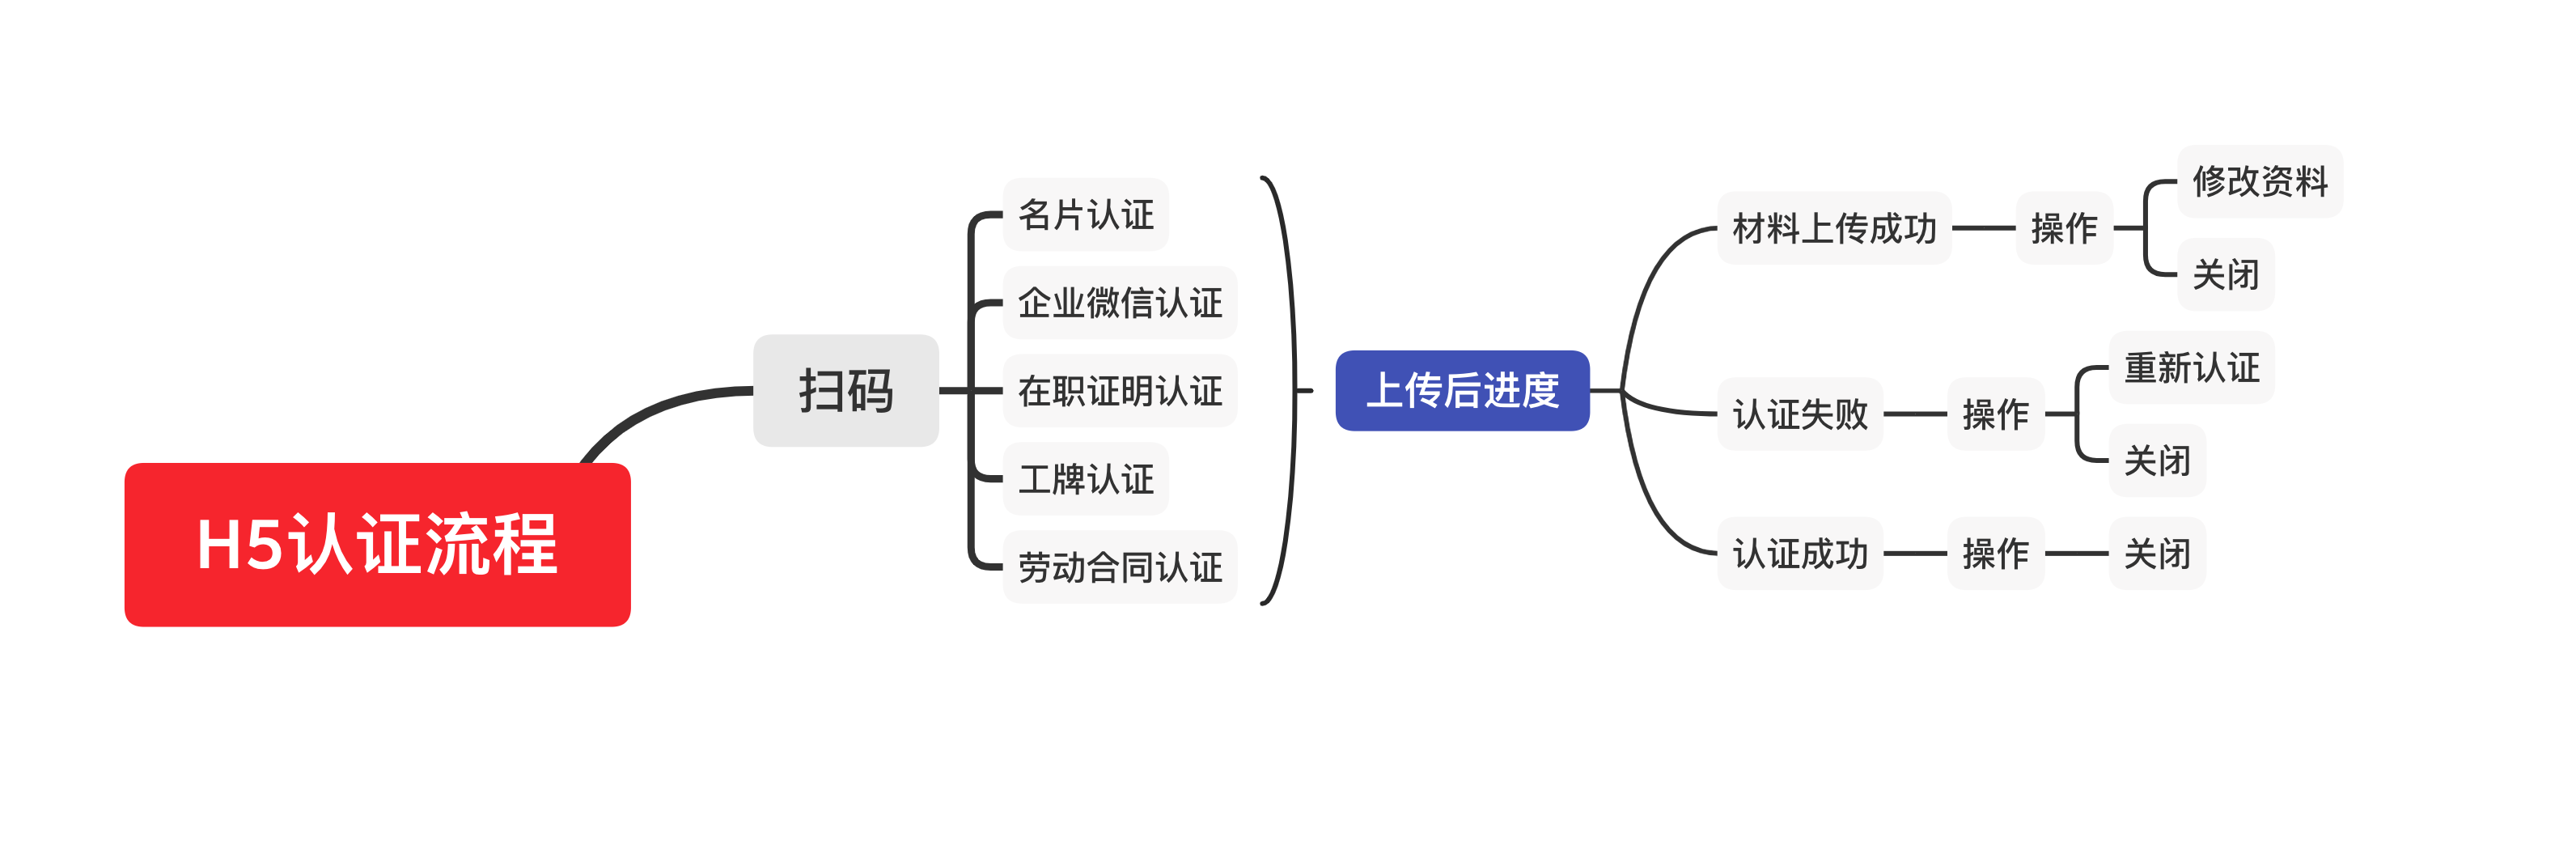 H5认证流程
扫码
名片认证
企业微信认证
在职证明认证
工牌认证
劳动合同认证
上传后进度
材料上传成功
操作
修改资料
关闭
认证失败
操作
重新认证
关闭
认证成功
操作
关闭